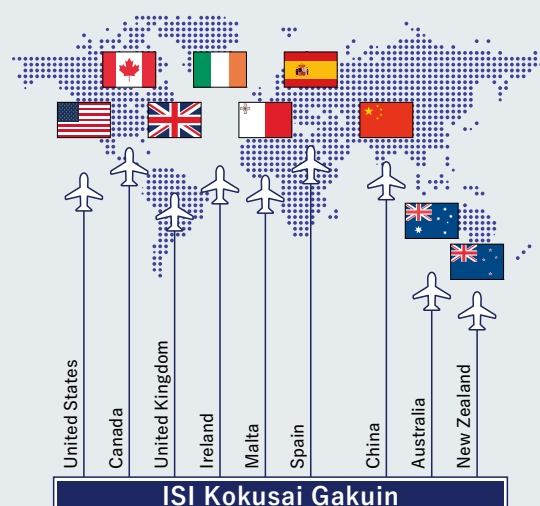 United States
Canada
United Kingdom
Ireland
Malta
Spain
China
Australia
New Zealand
ISI Kokusai Gakuin